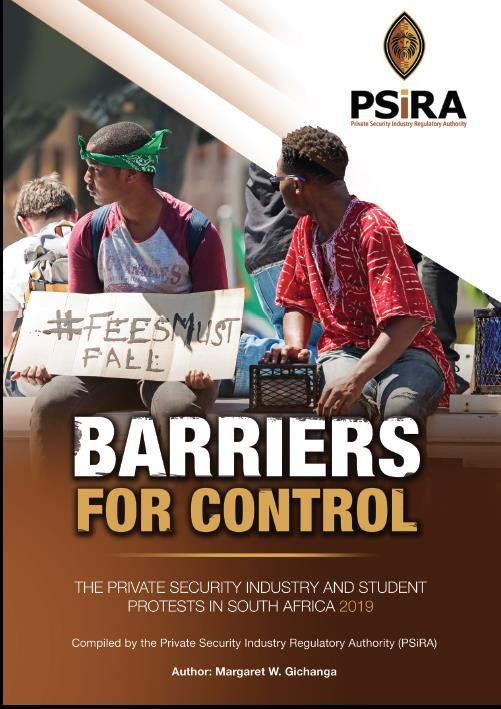 PSiRA
Private Security Industry Regulatory Authority
#FEESMUST
FALL
BARRIERS
FOR CONTROL
THE PRIVATE SECURITY INDUSTRY AND STUDENT
PROTESTS IN SOUTH AFRICA 2019
Compiled by the Private Security Industry Regulatory Authority (PSiRA)
Author: Margaret W. Gichanga